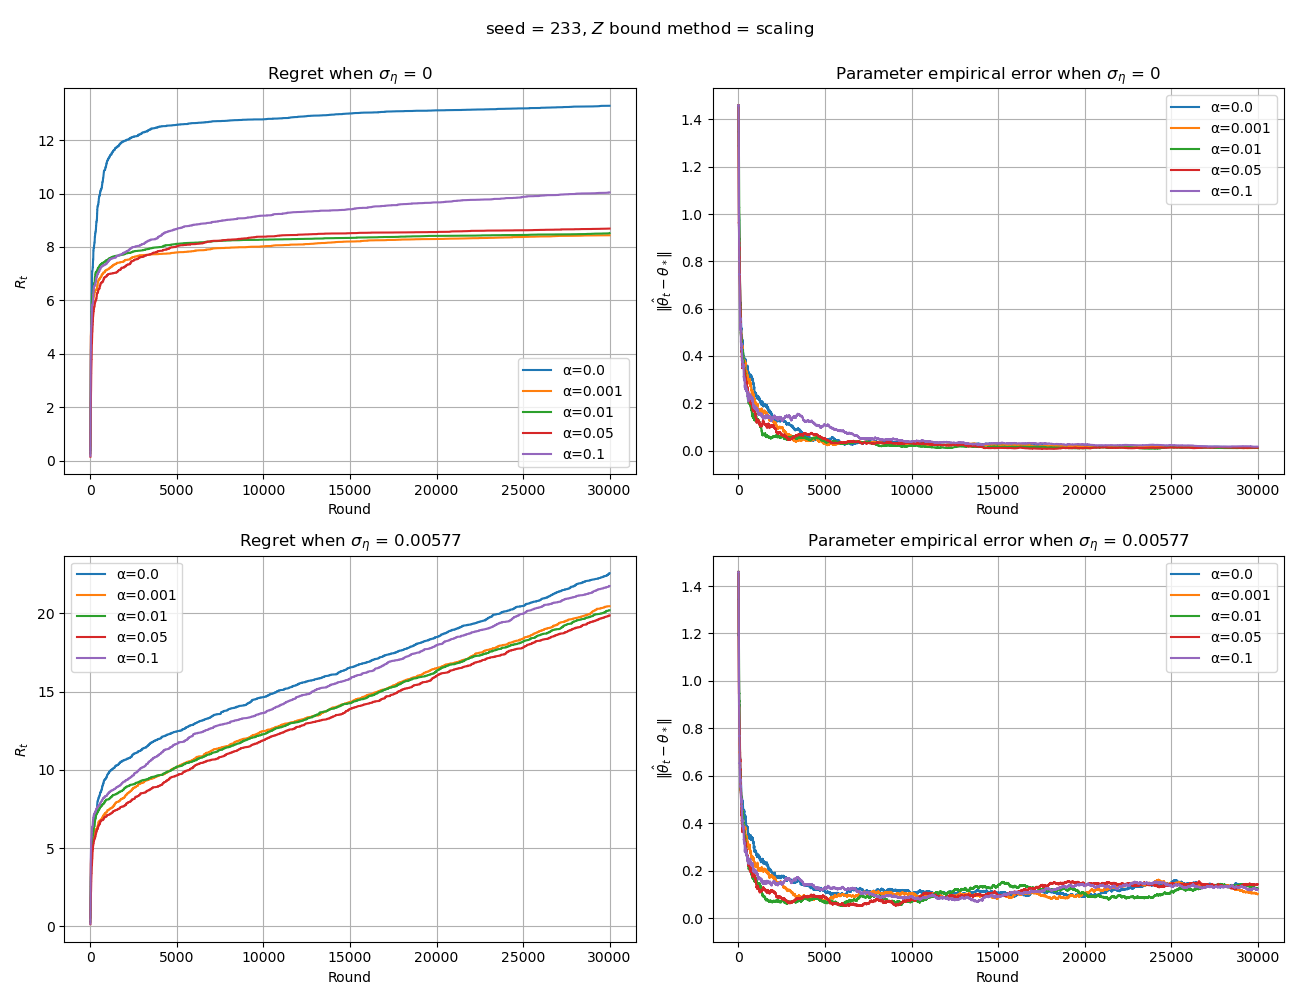 seed = 233, Z bound method = scaling
Regret when σ_η = 0
R_t
12
10
8
6
4
2
0
α=0.0
α=0.001
α=0.01
α=0.05
α=0.1
0 5000 10000 15000 20000 25000 30000
Round
Parameter empirical error when σ_η = 0
‖θ̂_t − θ_*‖
1.4
1.2
1.0
0.8
0.6
0.4
0.2
0.0
α=0.0
α=0.001
α=0.01
α=0.05
α=0.1
0 5000 10000 15000 20000 25000 30000
Round
Regret when σ_η = 0.00577
R_t
20
15
10
5
0
α=0.0
α=0.001
α=0.01
α=0.05
α=0.1
0 5000 10000 15000 20000 25000 30000
Round
Parameter empirical error when σ_η = 0.00577
‖θ̂_t − θ_*‖
1.4
1.2
1.0
0.8
0.6
0.4
0.2
0.0
α=0.0
α=0.001
α=0.01
α=0.05
α=0.1
0 5000 10000 15000 20000 25000 30000
Round